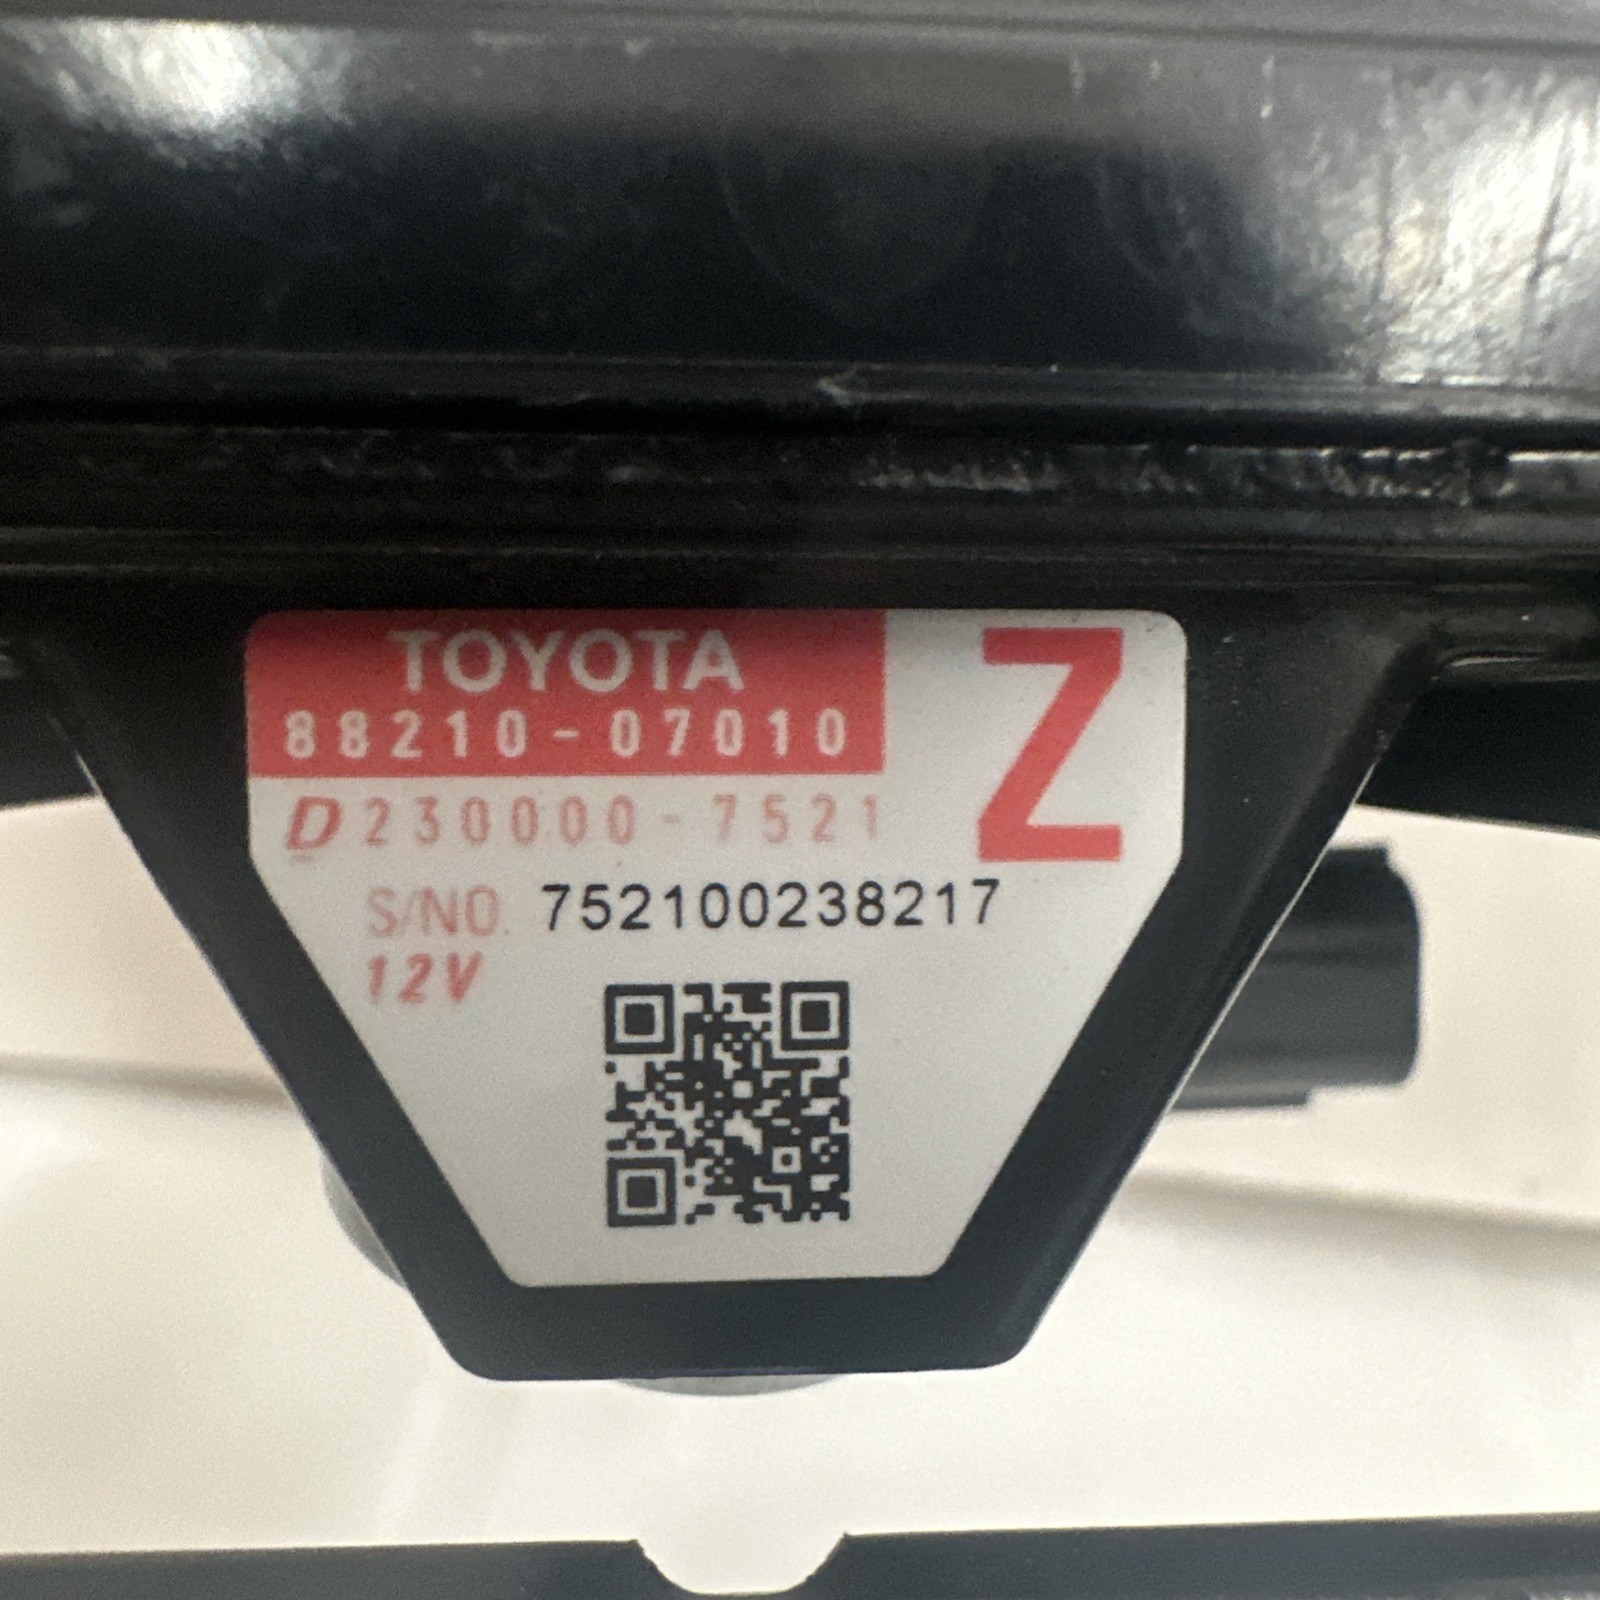 TOYOTA
88210-07010
Z
D230000-7521
S/NO. 752100238217
12V